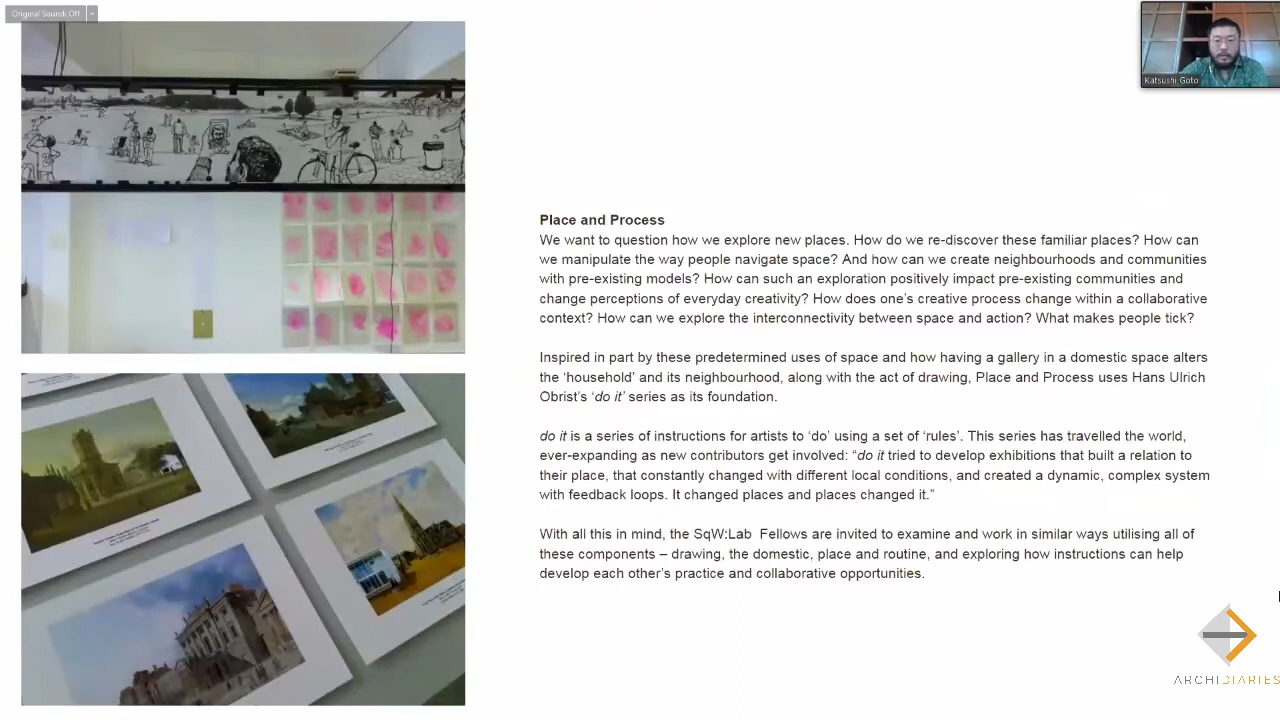 Original Sound: Off
Katsushi Goto
Place and Process
We want to question how we explore new places. How do we re-discover these familiar places? How can
we manipulate the way people navigate space? And how can we create neighbourhoods and communities
with pre-existing models? How can such an exploration positively impact pre-existing communities and
change perceptions of everyday creativity? How does one's creative process change within a collaborative
context? How can we explore the interconnectivity between space and action? What makes people tick?
Inspired in part by these predetermined uses of space and how having a gallery in a domestic space alters
the ‘household’ and its neighbourhood, along with the act of drawing, Place and Process uses Hans Ulrich
Obrist's ‘do it’ series as its foundation.
do it is a series of instructions for artists to ‘do’ using a set of ‘rules’. This series has travelled the world,
ever-expanding as new contributors get involved: “do it tried to develop exhibitions that built a relation to
their place, that constantly changed with different local conditions, and created a dynamic, complex system
with feedback loops. It changed places and places changed it.”
With all this in mind, the SqW:Lab Fellows are invited to examine and work in similar ways utilising all of
these components – drawing, the domestic, place and routine, and exploring how instructions can help
develop each other's practice and collaborative opportunities.
ARCHIDIARIES